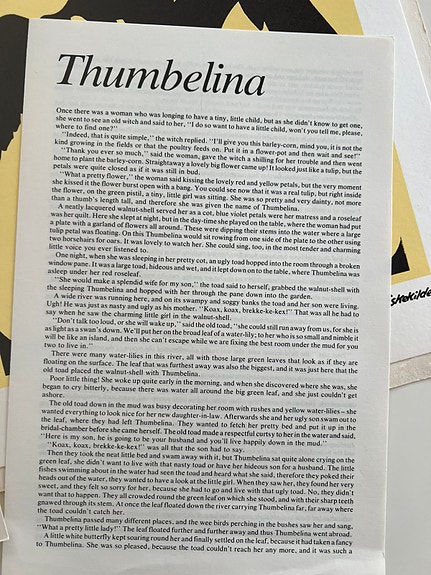 Thumbelina
Once there was a woman who was longing to have a tiny, little child, but as she didn't know to get one,
she went to see an old witch and said to her, "I do so want to have a little child, won't you tell me, please,
where to find one?"
"Indeed, that is quite simple," the witch replied. "I'll give you this barley-corn, mind you, it is not the
kind growing in the fields or that the poultry feeds on. Put it in a flower-pot and then wait and see!"
"Thank you ever so much," said the woman, gave the witch a shilling for her trouble and then went
home to plant the barley-corn. Straightaway a lovely big flower came up! It looked just like a tulip, but the
petals were quite closed as if it was still in bud.
"What a pretty flower," the woman said kissing the lovely red and yellow petals, but the very moment
she kissed it the flower burst open with a bang. You could see now that it was a real tulip, but right inside
the flower, on the green pistil, a tiny, little girl was sitting. She was so pretty and very dainty, not more
than a thumb's length tall, and therefore she was given the name of Thumbelina.
A neatly lacquered walnut-shell served her as a cot, blue violet petals were her matress and a roseleaf
was her quilt. Here she slept at night, but in the day-time she played on the table, where the woman had put
a plate with a garland of flowers all around. These were dipping their stems into the water where a large
tulip petal was floating. On this Thumbelina would sit rowing from one side of the plate to the other using
two horsehairs for oars. It was lovely to watch her. She could sing, too, in the most tender and charming
little voice you ever listened to.
One night, when she was sleeping in her pretty cot, an ugly toad hopped into the room through a broken
window pane. It was a large toad, hideous and wet, and it lept down on to the table, where Thumbelina was
asleep under her red roseleaf.
"She would make a splendid wife for my son," the toad said to herself, grabbed the walnut-shell with
the sleeping Thumbelina and hopped with her through the pane down into the garden.
A wide river was running here, and on its swampy and soggy banks the toad and her son were living.
Ugh! He was just as nasty and ugly as his mother. "Koax, koax, brekke-ke-kex!" That was all he had to
say when he saw the charming little girl in the walnut-shell.
"Don't talk too loud, or she will wake up," said the old toad, "she could still run away from us, for she is
as light as a swan's down. We'll put her on the broad leaf of a water-lily; to her who is so small and nimble it
will be like an island, and then she can't escape while we are fixing the best room under the mud for you
two to live in."
There were many water-lilies in this river, all with those large green leaves that look as if they are
floating on the surface. The leaf that was furthest away was also the biggest, and it was just here that the
old toad placed the walnut-shell with Thumbelina.
Poor little thing! She woke up quite early in the morning, and when she discovered where she was, she
began to cry bitterly, because there was water all around the big green leaf, and she just couldn't get
ashore.
The old toad down in the mud was busy decorating her room with rushes and yellow water-lilies – she
wanted everything to look nice for her new daughter-in-law. Afterwards she and her ugly son swam out to
the leaf, where they had left Thumbelina. They wanted to fetch her pretty bed and put it up in the
bridal-chamber before she came herself. The old toad made a respectful curtsy to her in the water and said,
"Here is my son, he is going to be your husband and you'll live happily down in the mud."
"Koax, koax, brekke-ke-kex!" was all that the son had to say.
Then they took the neat little bed and swam away with it, but Thumbelina sat quite alone crying on the
green leaf, she didn't want to live with that nasty toad or have her hideous son for a husband. The little
fishes swimming about in the water had seen the toad and heard what she said, therefore they poked their
heads out of the water, they wanted to have a look at the little girl. When they saw her, they found her very
sweet, and they felt so sorry for her, because she had to go and live with that ugly toad. No, they didn't
want that to happen. They all crowded round the green leaf on which she stood, and with their sharp teeth
gnawed through its stem. At once the leaf floated down the river carrying Thumbelina far, far away where
the toad couldn't catch her.
Thumbelina passed many different places, and the wee birds perching in the bushes saw her and sang,
"What a pretty little lady!" The leaf floated further and further away and thus Thumbelina went abroad.
A little white butterfly kept soaring round her and finally settled on the leaf, because it had taken a fancy
to Thumbelina. She was so pleased, because the toad couldn't reach her any more, and it was such a